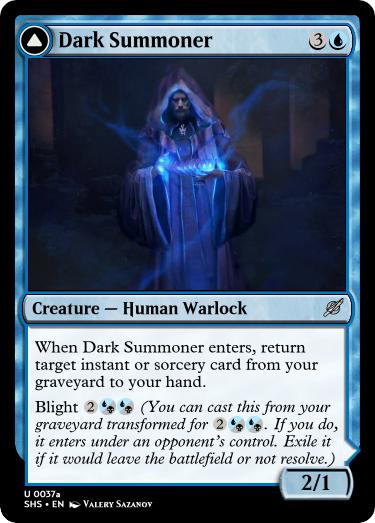 Dark Summoner 3
Creature — Human Warlock
When Dark Summoner enters, return
target instant or sorcery card from your
graveyard to your hand.
Blight 2 (You can cast this from your
graveyard transformed for 2. If you do,
it enters under an opponent's control. Exile it
if it would leave the battlefield or not resolve.)
2/1
U 0037a
SHS • EN Valery Sazanov